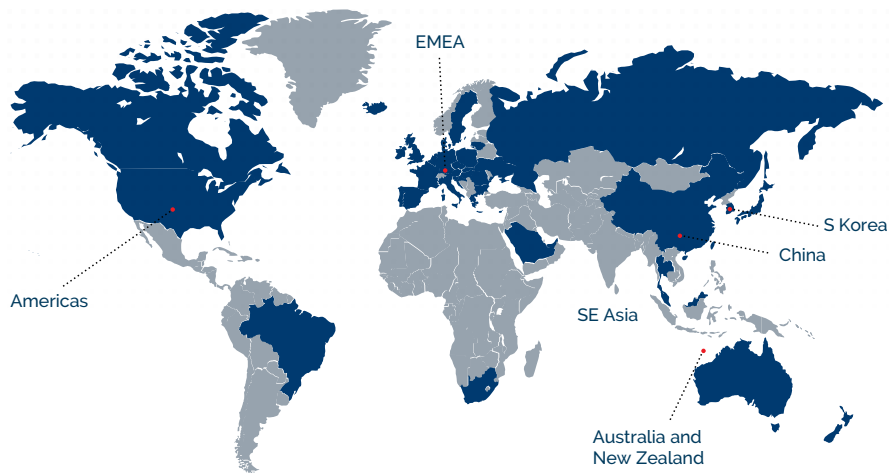 EMEA
S Korea
China
Americas
SE Asia
Australia and
New Zealand